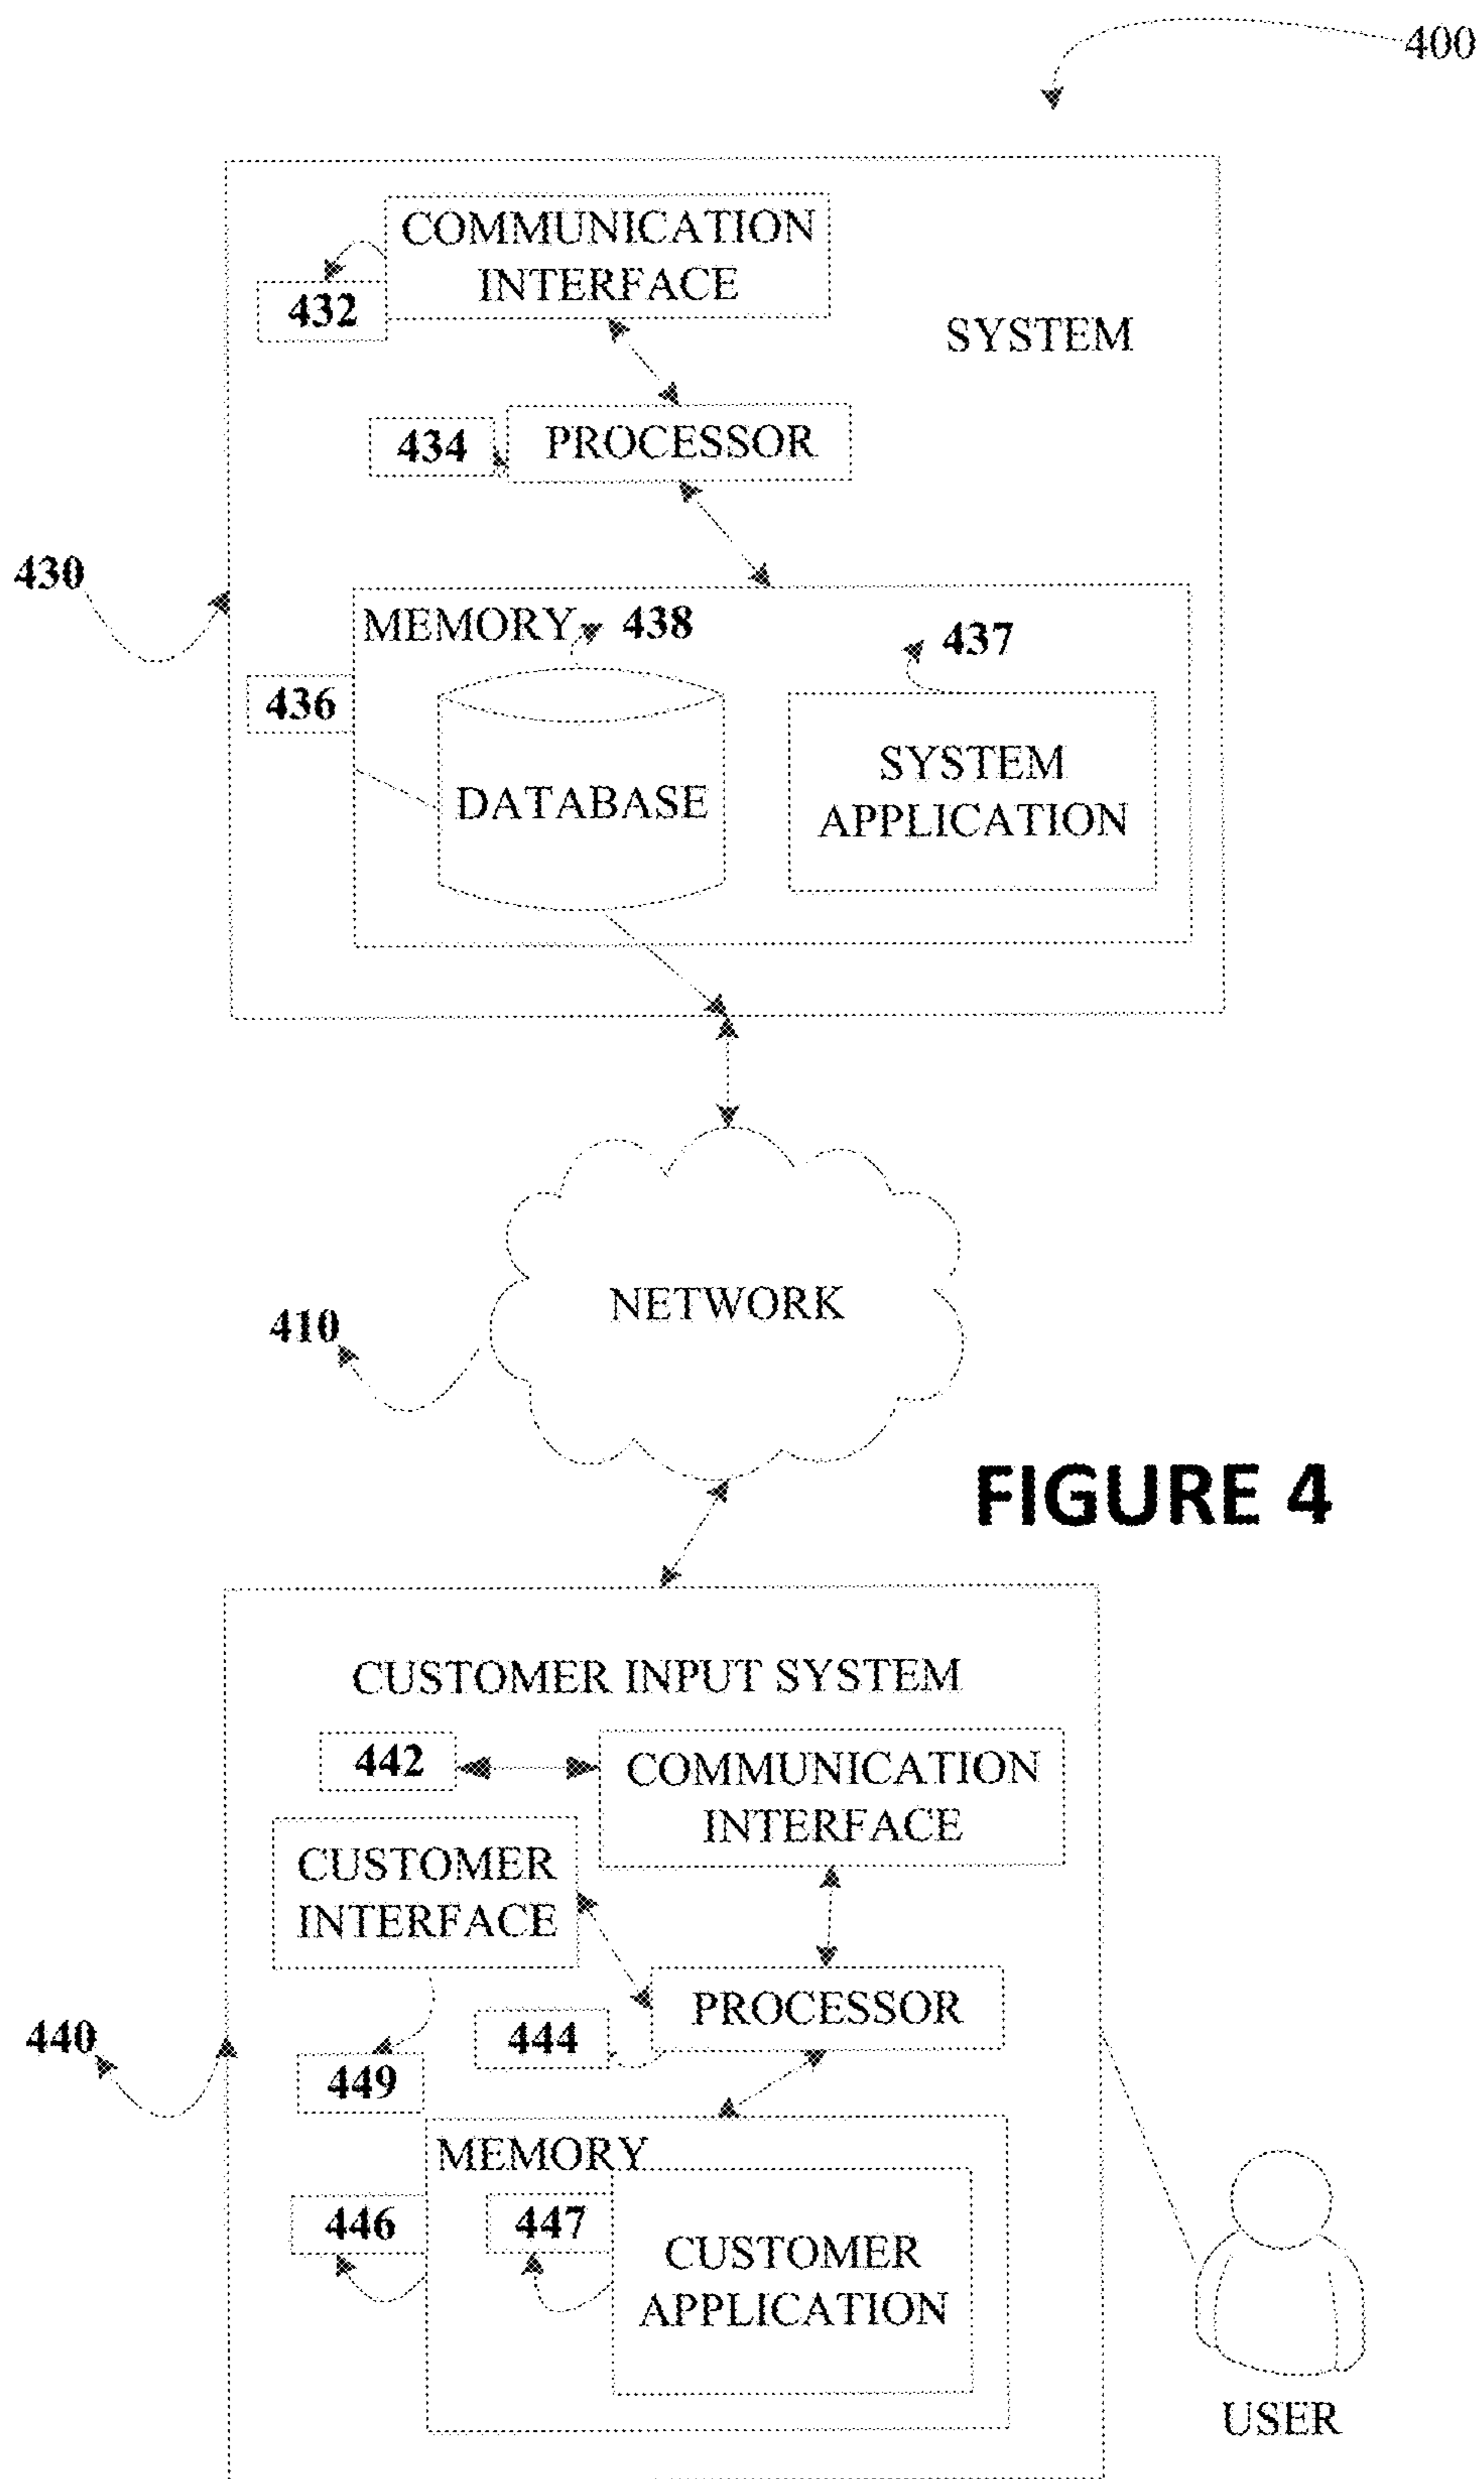 400
COMMUNICATION
INTERFACE
432
SYSTEM
434
PROCESSOR
430
MEMORY
438
437
436
SYSTEM
APPLICATION
DATABASE
NETWORK
410
FIGURE 4
CUSTOMER INPUT SYSTEM
442
COMMUNICATION
INTERFACE
CUSTOMER
INTERFACE
PROCESSOR
444
440
449
MEMORY
446
447
CUSTOMER
APPLICATION
USER